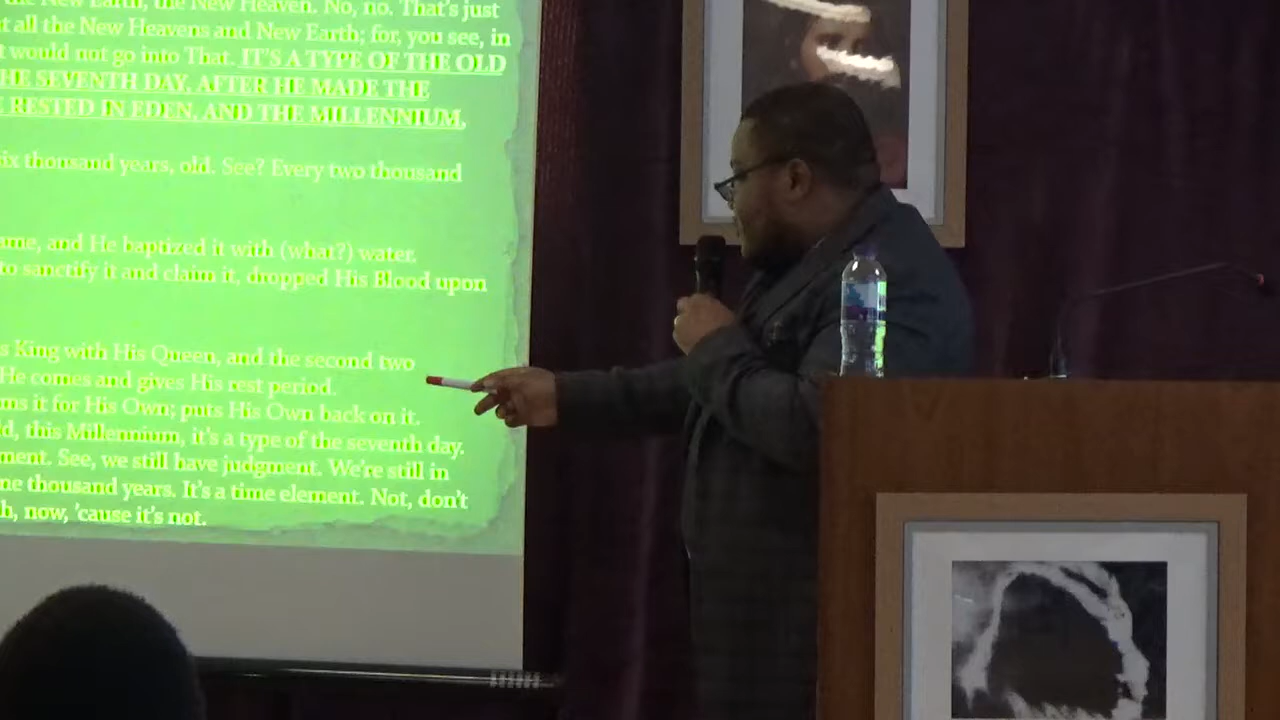 the New Earth, the New Heaven. No, no. That's just
t all the New Heavens and New Earth; for, you see, in
t would not go into That. IT'S A TYPE OF THE OLD
HE SEVENTH DAY, AFTER HE MADE THE
RESTED IN EDEN. AND THE MILLENNIUM,
ix thousand years, old. See? Every two thousand
ame, and He baptized it with (what?) water.
to sanctify it and claim it, dropped His Blood upon
s King with His Queen, and the second two
He comes and gives His rest period.
ms it for His Own; puts His Own back on it.
ld, this Millennium, it's a type of the seventh day.
ment. See, we still have judgment. We're still in
ne thousand years. It's a time element. Not, don't
h, now, 'cause it's not.